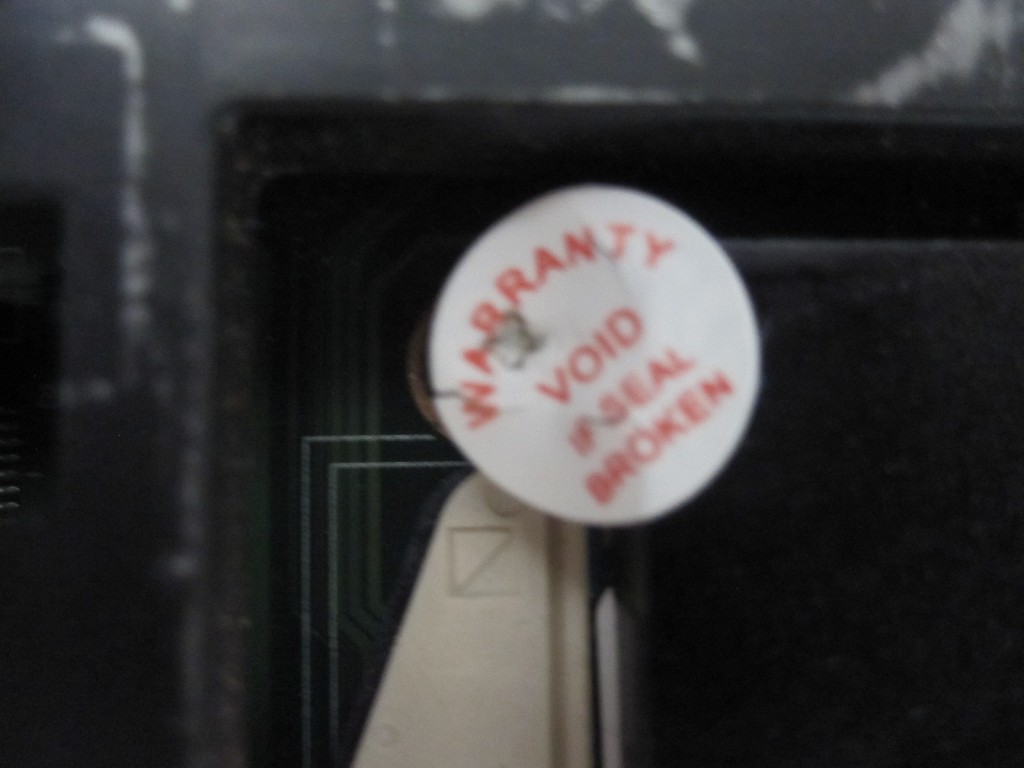 WARRANTY
VOID
IF SEAL
BROKEN